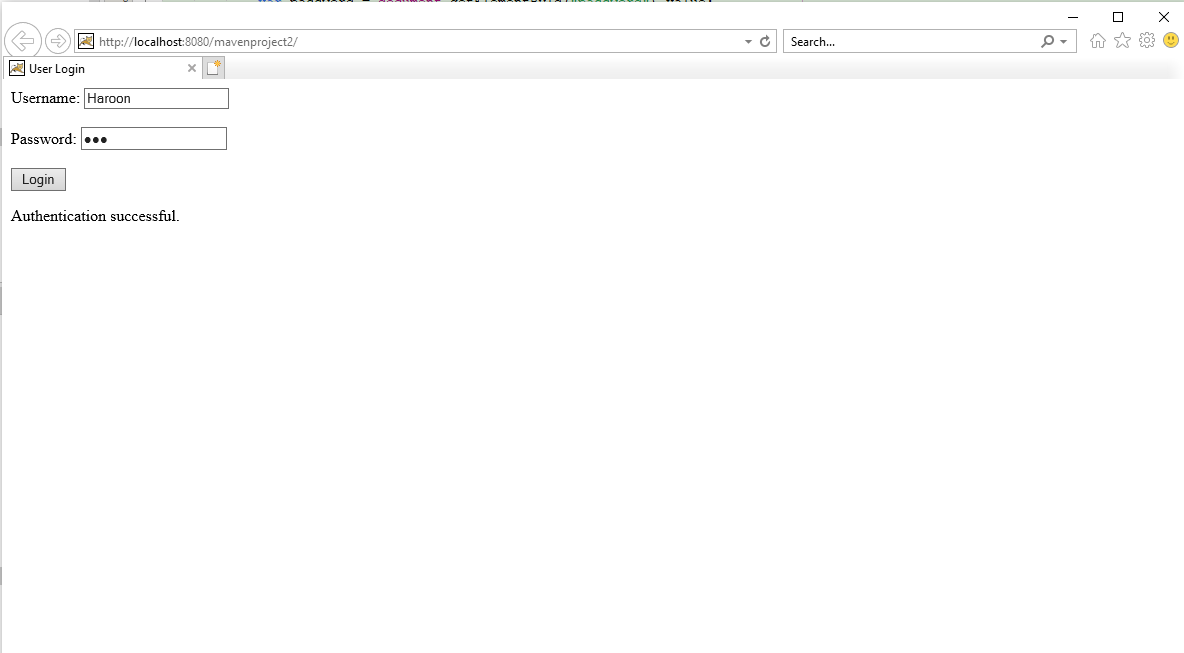 http://localhost:8080/mavenproject2/
Search...
User Login
Username: Haroon
Password: •••
Login
Authentication successful.